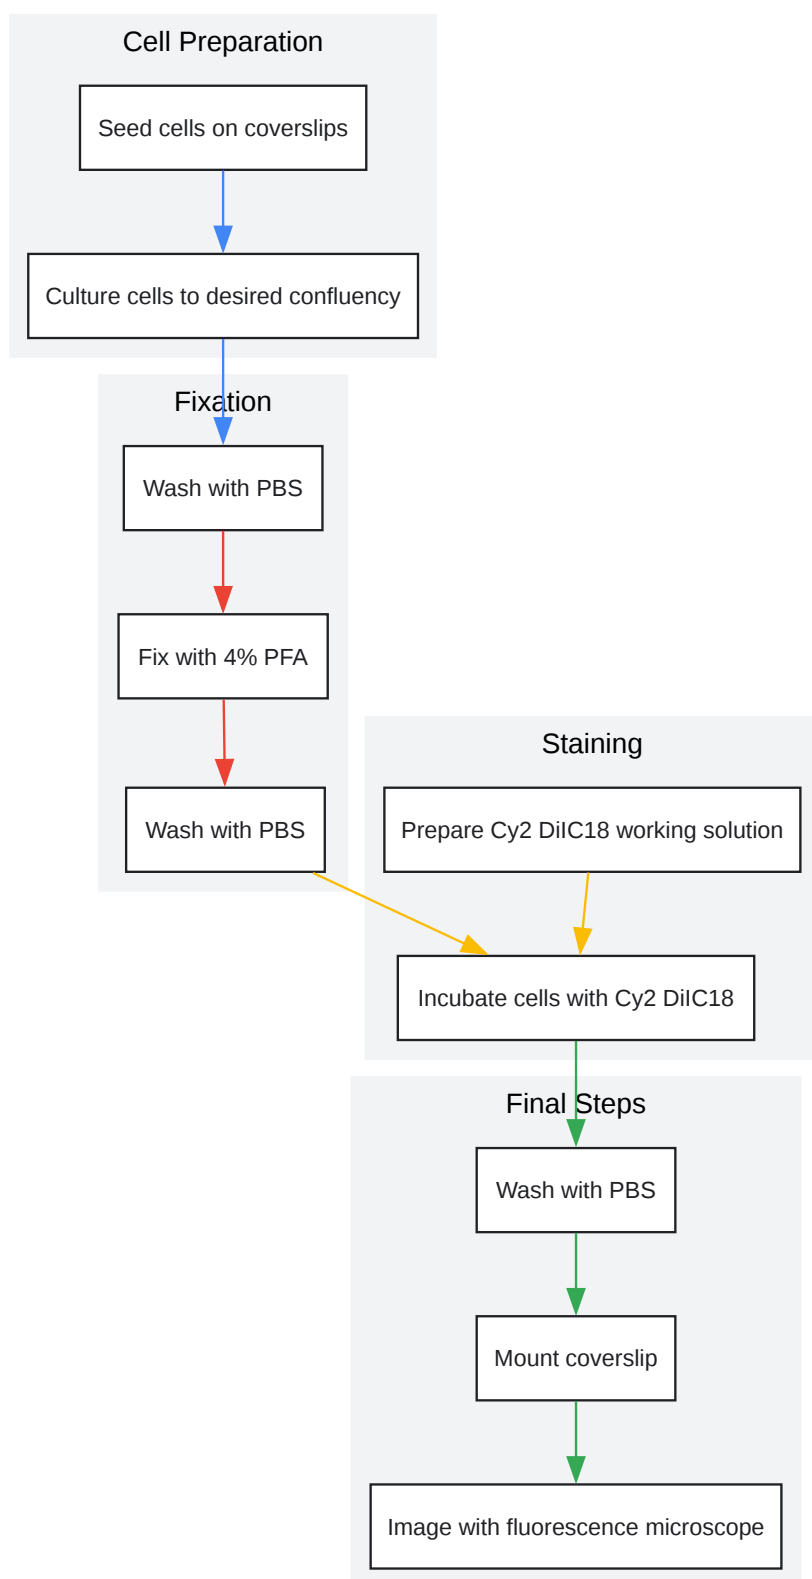 Cell Preparation
Seed cells on coverslips
Culture cells to desired confluency
Fixation
Wash with PBS
Fix with 4% PFA
Wash with PBS
Staining
Prepare Cy2 DiIC18 working solution
Incubate cells with Cy2 DiIC18
Final Steps
Wash with PBS
Mount coverslip
Image with fluorescence microscope